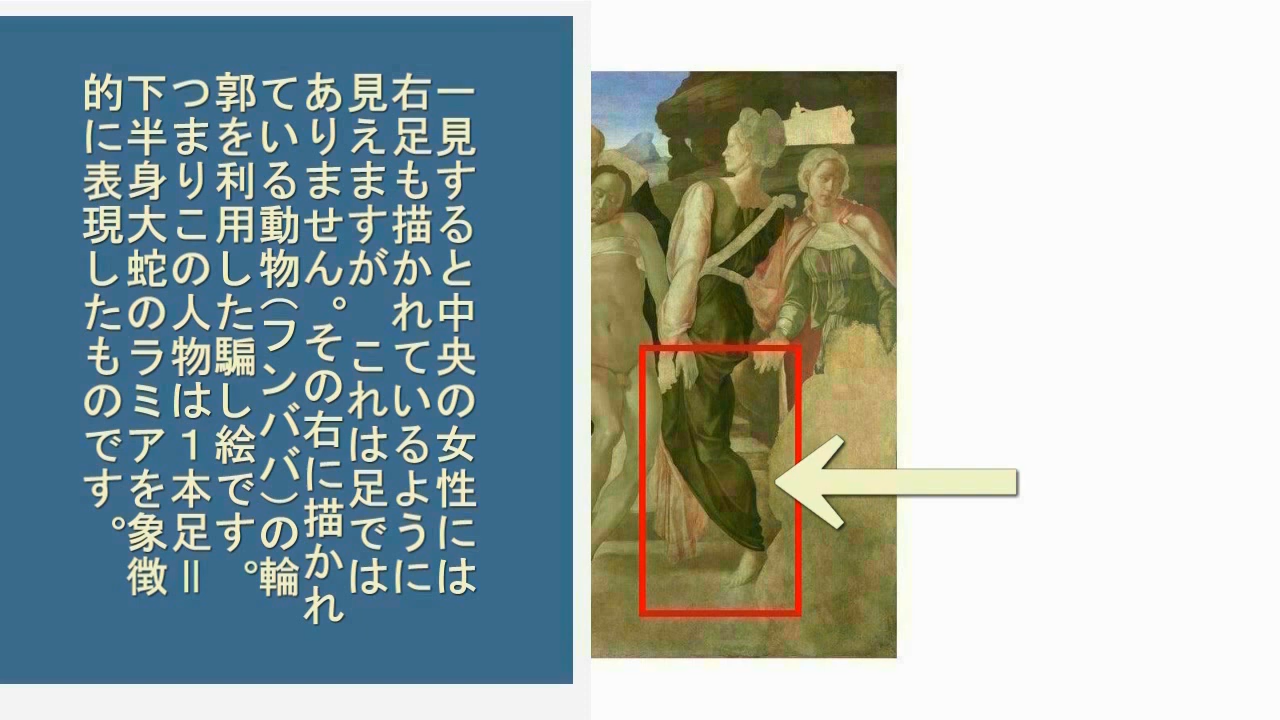 一見すると中央の女性には
右足も描かれているように
見えますが これは足では
ありません。その右に描かれ
ている動物（フンババ）の輪
郭を利用した騙し絵です。
つまりこの人物は１本足＝
下半身大蛇のラミアを象徴
的に表現したものです。